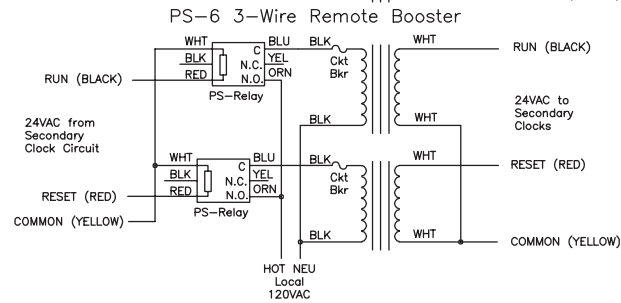 PS-6 3-Wire Remote Booster
WHT
BLU
BLK
WHT
RUN (BLACK)
BLK
C
YEL
N.C.
Ckt
Bkr
RUN (BLACK)
RED
N.O.
ORN
PS-Relay
24VAC from
Secondary
Clock Circuit
BLK
WHT
24VAC to
Secondary
Clocks
WHT
BLU
BLK
WHT
RESET (RED)
BLK
C
YEL
N.C.
Ckt
Bkr
RESET (RED)
RED
N.O.
ORN
PS-Relay
COMMON (YELLOW)
BLK
WHT
COMMON (YELLOW)
HOT NEU
Local
120VAC